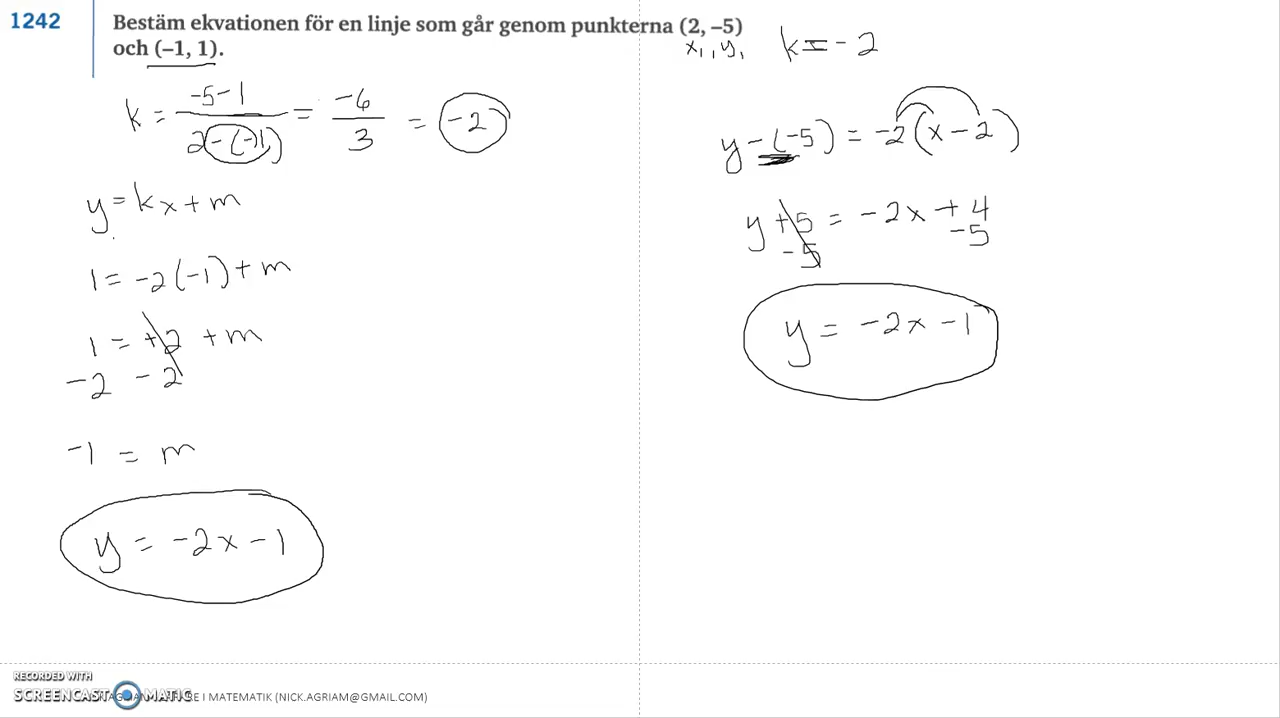 1242
Bestäm ekvationen för en linje som går genom punkterna (2, –5)
och (–1, 1).
k = -5-1 / 2-(-1) = -6 / 3 = -2
y = kx + m
1 = -2(-1) + m
1 = +2 + m
-2 -2
-1 = m
y = -2x - 1
x₁, y₁ k = -2
y - (-5) = -2(x - 2)
y + 5 = -2x + 4
-5 -5
y = -2x - 1
RECORDED WITH
SCREENCAST MATIC
RE I MATEMATIK (NICK.AGRIAM@GMAIL.COM)